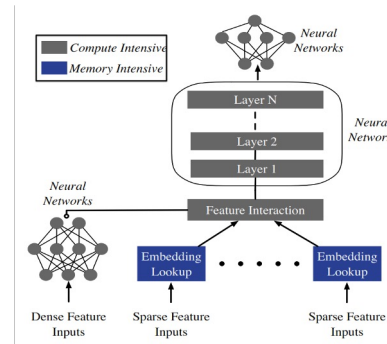 Neural
Networks
Compute Intensive
Memory Intensive
Layer N
Layer 2
Layer 1
Neural
Feature Interaction
Neural
Networks
Embedding
Lookup
Embedding
Lookup
Dense Feature
Inputs
Sparse Feature
Inputs
Sparse Feature
Inputs